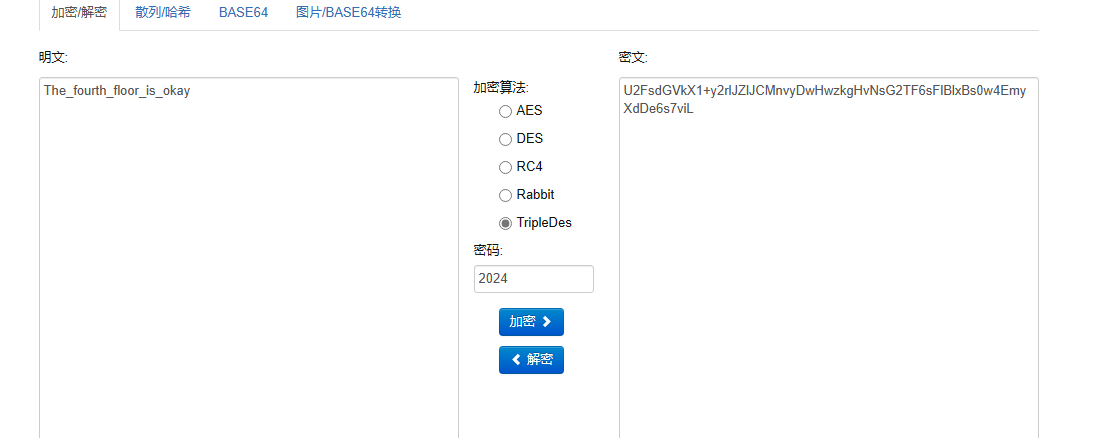 加密/解密 散列/哈希 BASE64 图片/BASE64转换
明文:
The_fourth_floor_is_okay
加密算法:
AES
DES
RC4
Rabbit
TripleDes
密码:
2024
加密
解密
密文:
U2FsdGVkX1+y2rlJZlJCMnvyDwHwzkgHvNsG2TF6sFlBlxBs0w4Emy
XdDe6s7viL